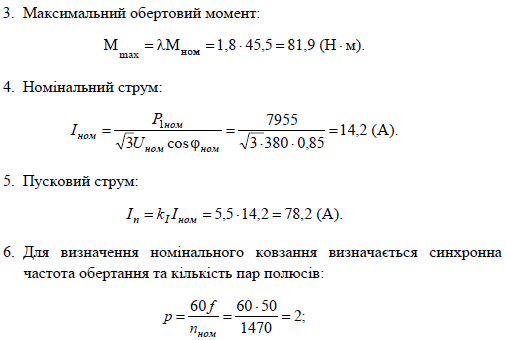 3. Максимальний обертовий момент:
M_max = λM_ном = 1,8 · 45,5 = 81,9 (Н · м).
4. Номінальний струм:
I_ном = P_1ном / (√3U_ном cosφ_ном) = 7955 / (√3 · 380 · 0,85) = 14,2 (А).
5. Пусковий струм:
I_п = k_I I_ном = 5,5 · 14,2 = 78,2 (А).
6. Для визначення номінального ковзання визначається синхронна
частота обертання та кількість пар полюсів:
p = 60f / n_ном = 60 · 50 / 1470 = 2;